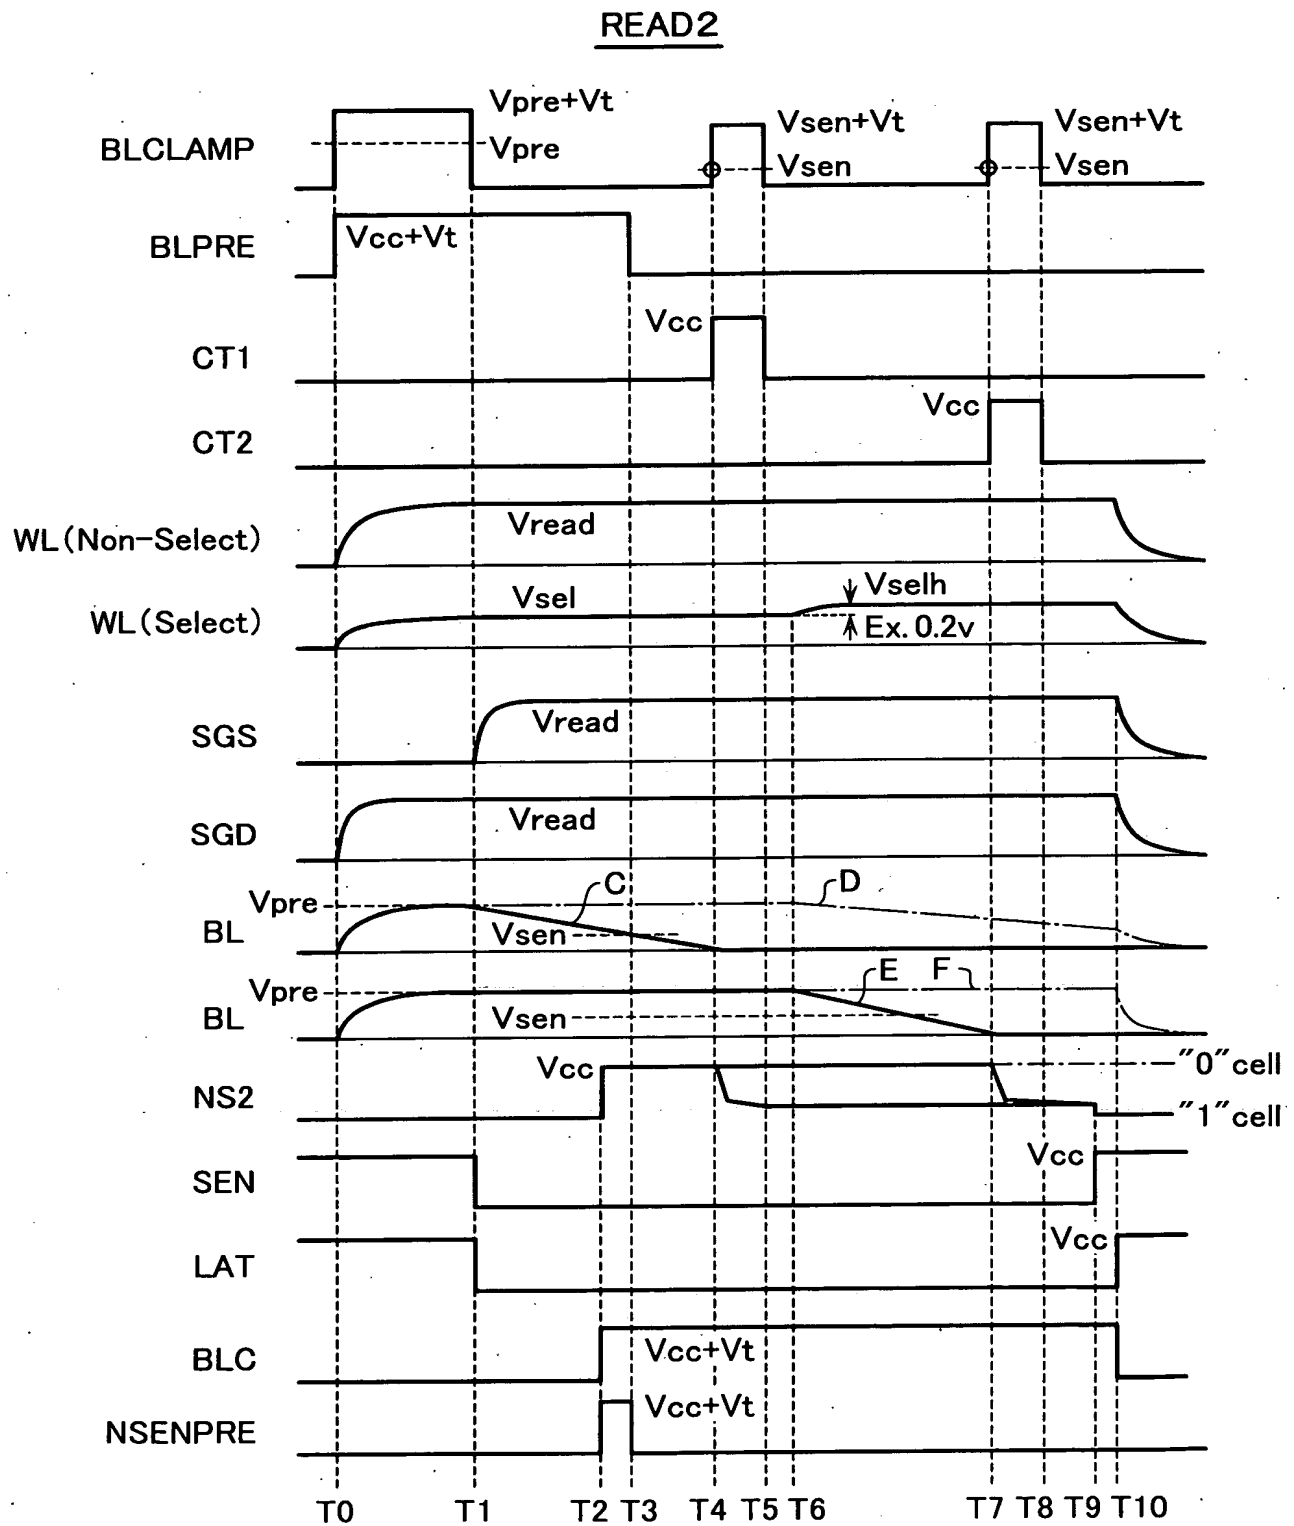 READ2
BLCLAMP
Vpre+Vt
Vpre
Vsen+Vt
Vsen
Vsen+Vt
Vsen
BLPRE
Vcc+Vt
CT1
Vcc
CT2
Vcc
WL(Non-Select)
Vread
WL(Select)
Vsel
Vselh
Ex. 0.2v
SGS
Vread
SGD
Vread
BL
Vpre
Vsen
C
D
BL
Vpre
Vsen
E
F
NS2
Vcc
"0"cell
"1"cell
SEN
Vcc
LAT
Vcc
BLC
Vcc+Vt
NSENPRE
Vcc+Vt
T0 T1 T2 T3 T4 T5 T6 T7 T8 T9 T10